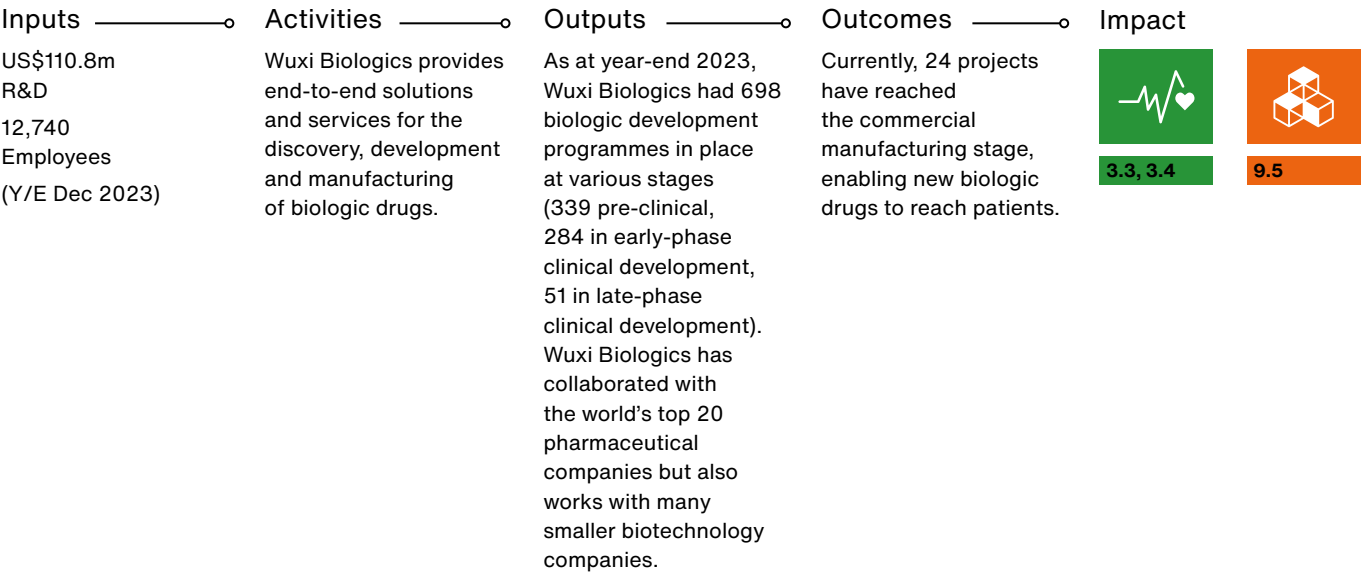 Inputs
US$110.8m
R&D
12,740
Employees
(Y/E Dec 2023)
Activities
Wuxi Biologics provides
end-to-end solutions
and services for the
discovery, development
and manufacturing
of biologic drugs.
Outputs
As at year-end 2023,
Wuxi Biologics had 698
biologic development
programmes in place
at various stages
(339 pre-clinical,
284 in early-phase
clinical development,
51 in late-phase
clinical development).
Wuxi Biologics has
collaborated with
the world’s top 20
pharmaceutical
companies but also
works with many
smaller biotechnology
companies.
Outcomes
Currently, 24 projects
have reached
the commercial
manufacturing stage,
enabling new biologic
drugs to reach patients.
Impact
3.3, 3.4
9.5